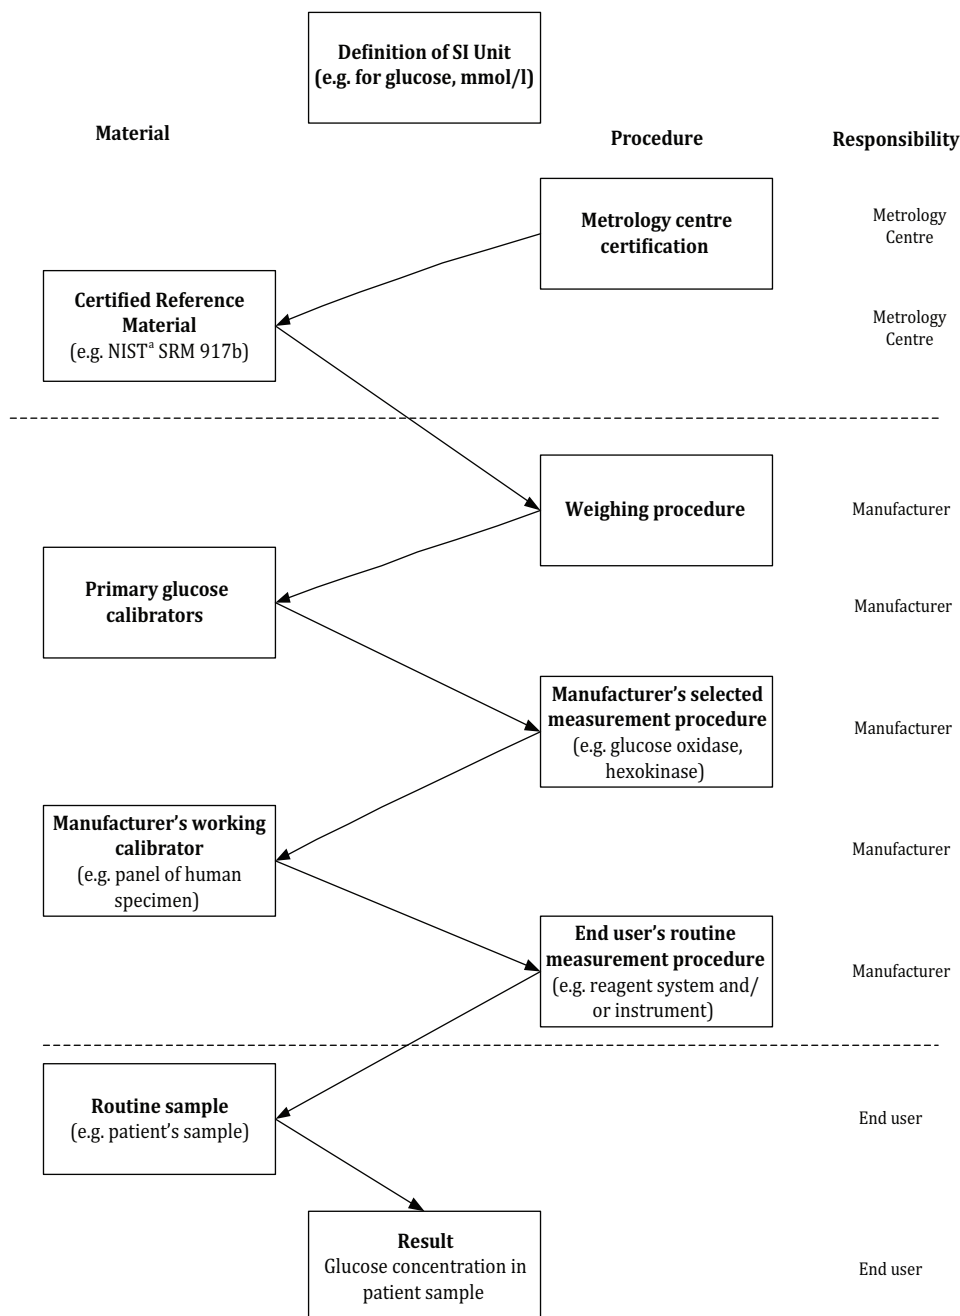 Definition of SI Unit
(e.g. for glucose, mmol/l)
Material
Procedure
Responsibility
Metrology centre
certification
Metrology
Centre
Certified Reference
Material
(e.g. NISTᵃ SRM 917b)
Metrology
Centre
Weighing procedure
Manufacturer
Primary glucose
calibrators
Manufacturer
Manufacturer’s selected
measurement procedure
(e.g. glucose oxidase,
hexokinase)
Manufacturer
Manufacturer’s working
calibrator
(e.g. panel of human
specimen)
Manufacturer
End user’s routine
measurement procedure
(e.g. reagent system and/
or instrument)
Manufacturer
Routine sample
(e.g. patient’s sample)
End user
Result
Glucose concentration in
patient sample
End user